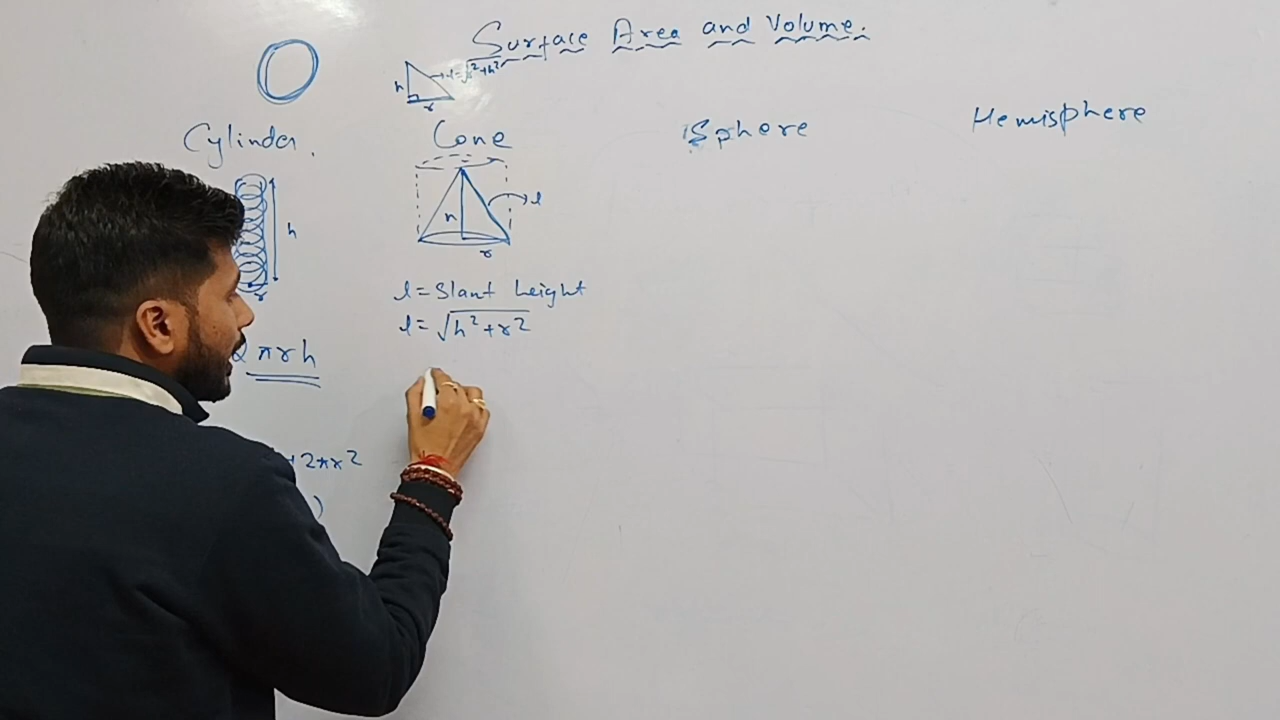 Surface Area and Volume.
h l=√r²+h²
r
Cylinder.
Cone
Sphere
Hemisphere
h
r
h
l
r
l = Slant height
l = √h²+r²
2πrh
+2πr²
)